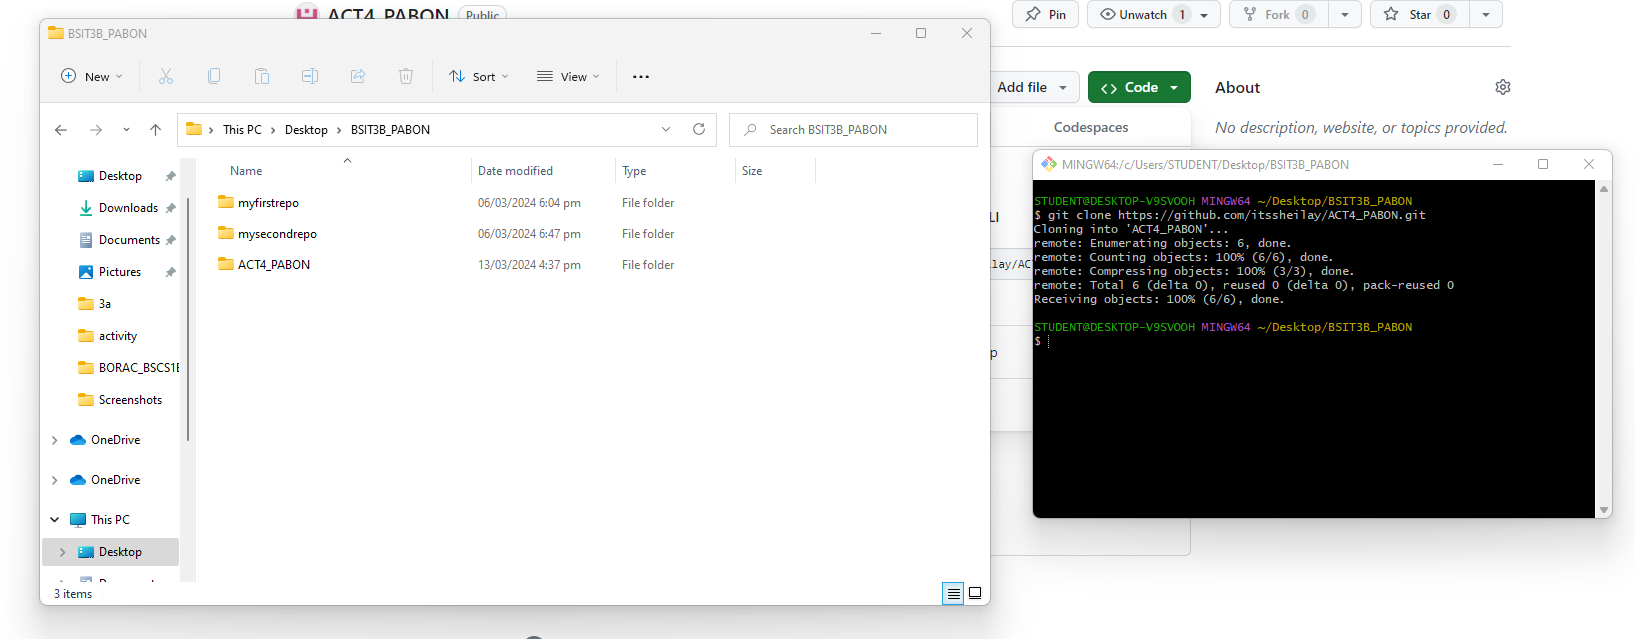 ACT4_PABON Public
Pin
Unwatch 1
Fork 0
Star 0
BSIT3B_PABON
New
Sort
View
This PC > Desktop > BSIT3B_PABON
Search BSIT3B_PABON
Name Date modified Type Size
Desktop
Downloads
Documents
Pictures
3a
activity
BORAC_BSCS1
Screenshots
OneDrive
OneDrive
This PC
Desktop
myfirstrepo 06/03/2024 6:04 pm File folder
mysecondrepo 06/03/2024 6:47 pm File folder
ACT4_PABON 13/03/2024 4:37 pm File folder
3 items
Add file
Code
Codespaces
LI
lay/AC
p
About
No description, website, or topics provided.
MINGW64:/c/Users/STUDENT/Desktop/BSIT3B_PABON
STUDENT@DESKTOP-V9SVOOH MINGW64 ~/Desktop/BSIT3B_PABON
$ git clone https://github.com/itssheilay/ACT4_PABON.git
Cloning into 'ACT4_PABON'...
remote: Enumerating objects: 6, done.
remote: Counting objects: 100% (6/6), done.
remote: Compressing objects: 100% (3/3), done.
remote: Total 6 (delta 0), reused 0 (delta 0), pack-reused 0
Receiving objects: 100% (6/6), done.
STUDENT@DESKTOP-V9SVOOH MINGW64 ~/Desktop/BSIT3B_PABON
$